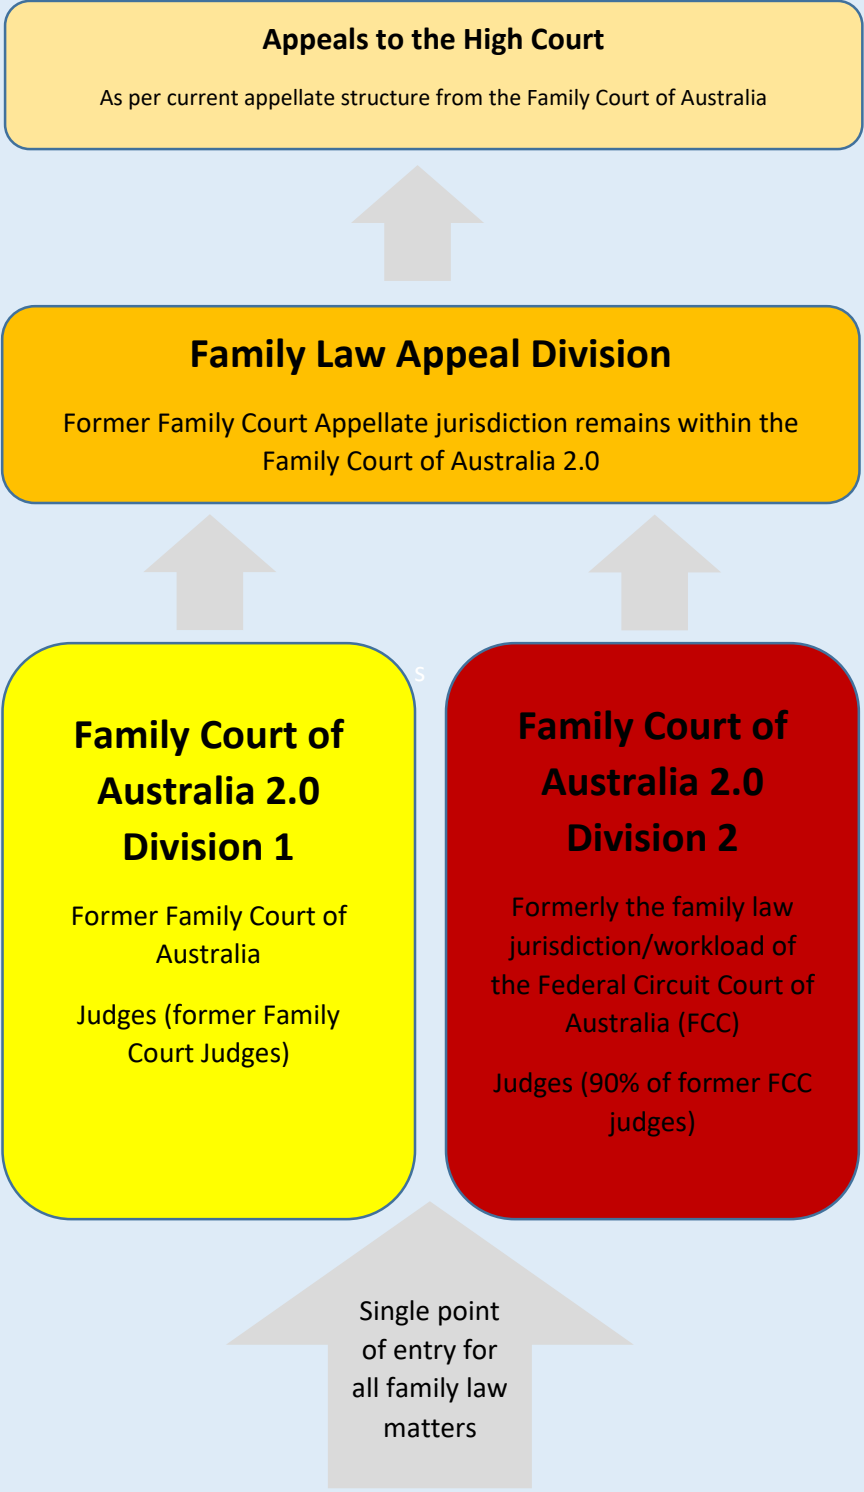 Appeals to the High Court
As per current appellate structure from the Family Court of Australia
Family Law Appeal Division
Former Family Court Appellate jurisdiction remains within the
Family Court of Australia 2.0
s
Family Court of
Australia 2.0
Division 1
Former Family Court of
Australia
Judges (former Family
Court Judges)
Family Court of
Australia 2.0
Division 2
Formerly the family law
jurisdiction/workload of
the Federal Circuit Court of
Australia (FCC)
Judges (90% of former FCC
judges)
Single point
of entry for
all family law
matters